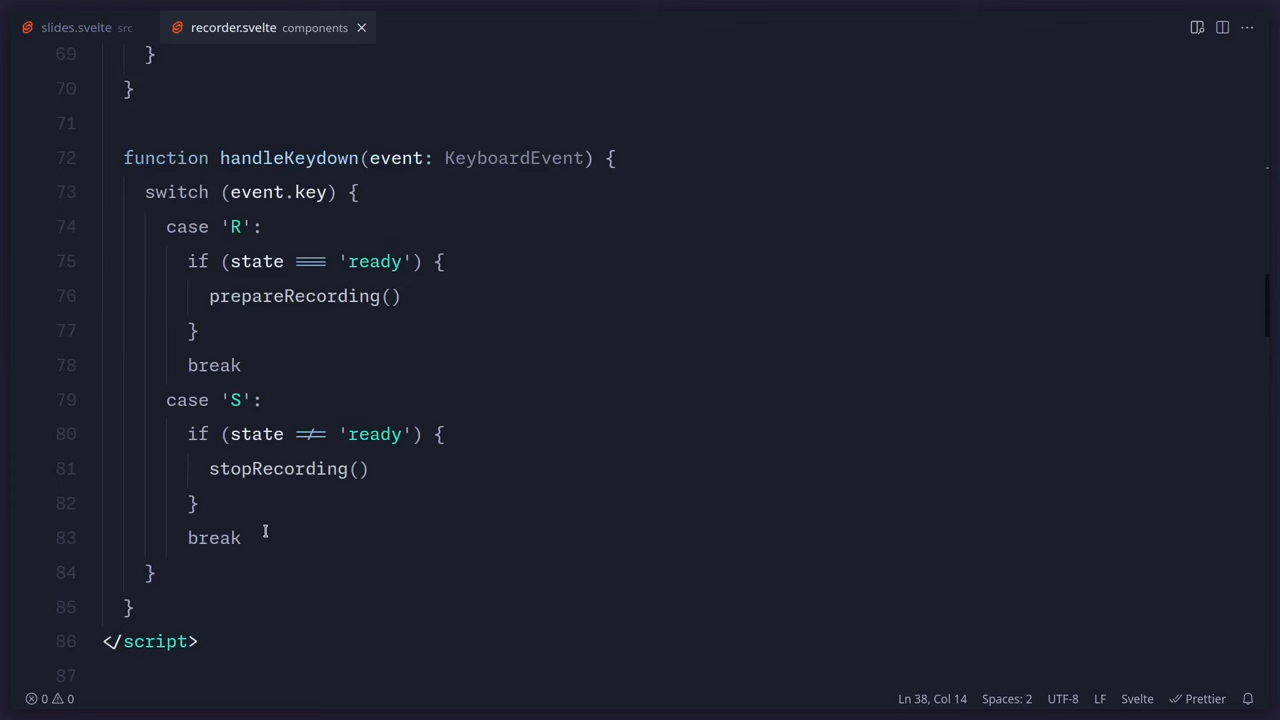 slides.svelte src recorder.svelte components
69 }
70 }
71
72 function handleKeydown(event: KeyboardEvent) {
73 switch (event.key) {
74 case 'R':
75 if (state === 'ready') {
76 prepareRecording()
77 }
78 break
79 case 'S':
80 if (state !== 'ready') {
81 stopRecording()
82 }
83 break
84 }
85 }
86 </script>
87
0 0 Ln 38, Col 14 Spaces: 2 UTF-8 LF Svelte Prettier